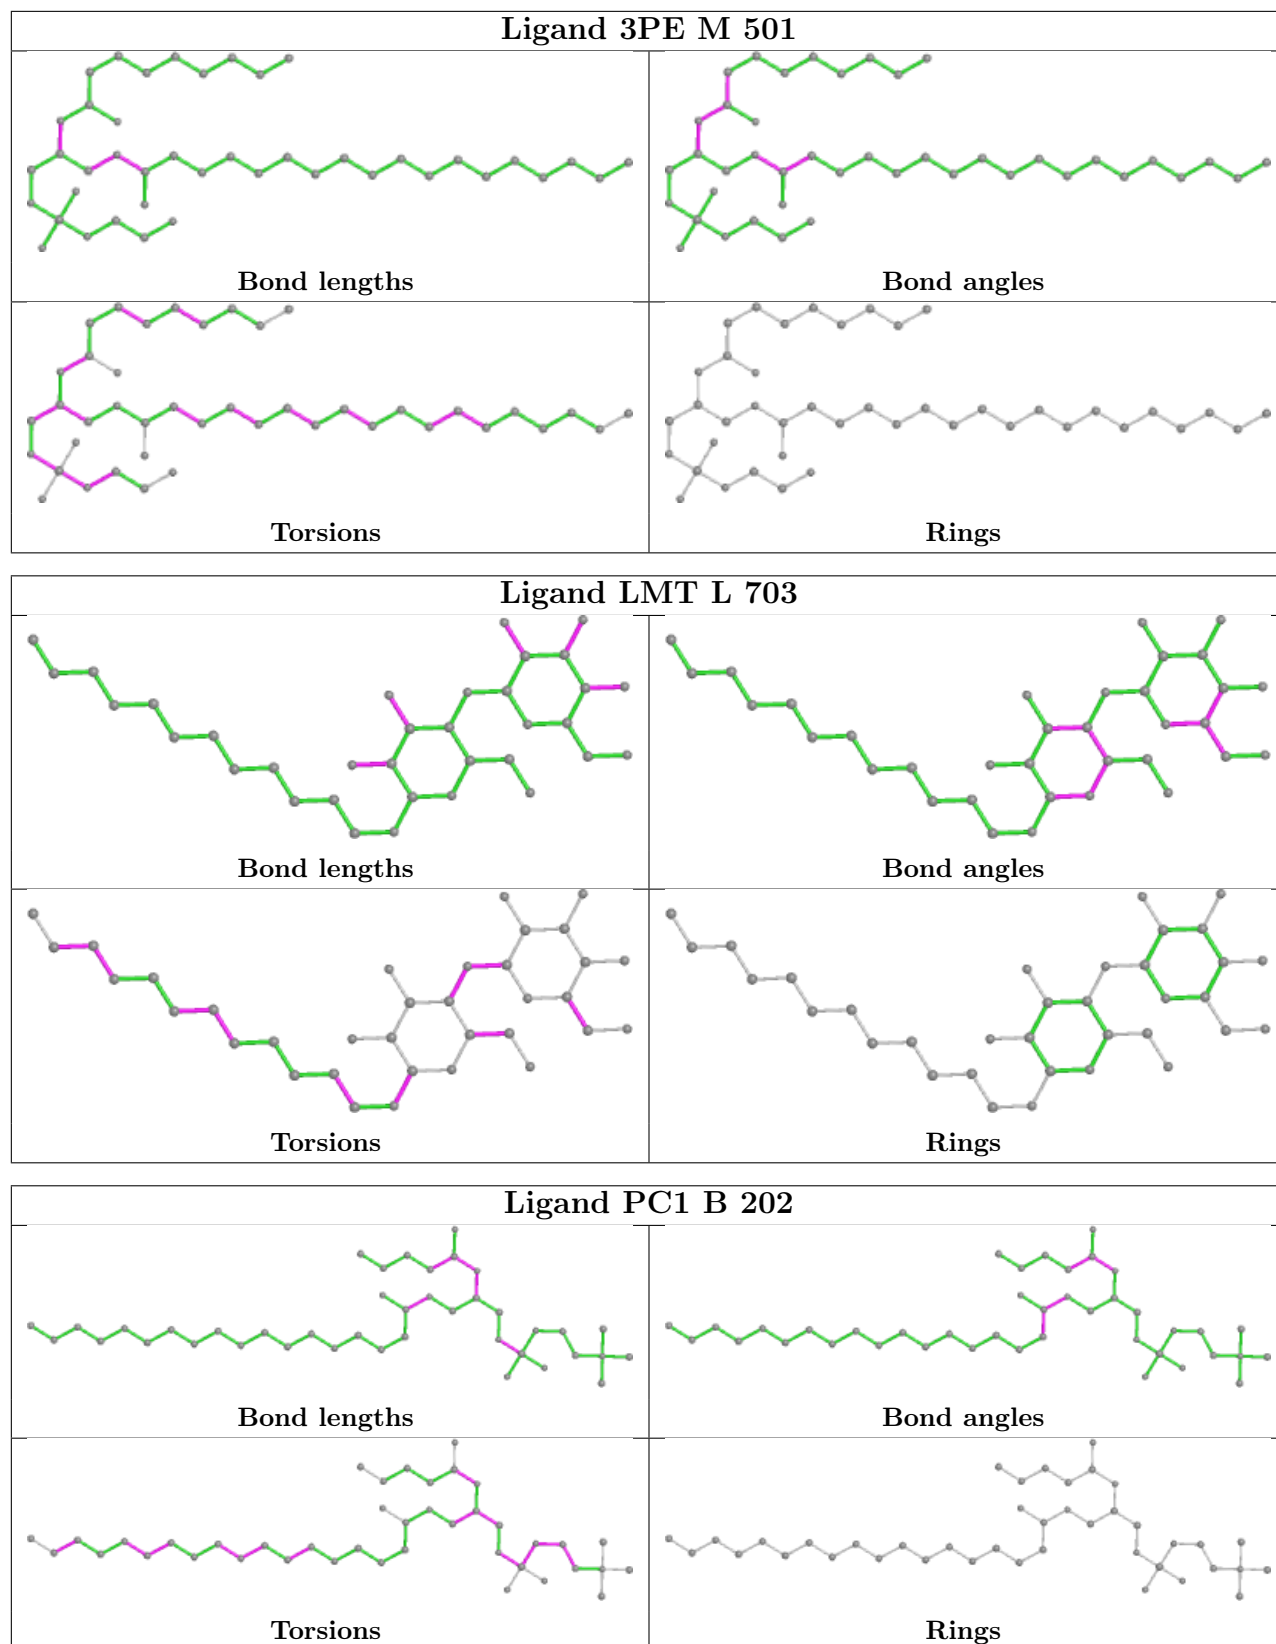 Ligand 3PE M 501
Bond lengths
Bond angles
Torsions
Rings
Ligand LMT L 703
Bond lengths
Bond angles
Torsions
Rings
Ligand PC1 B 202
Bond lengths
Bond angles
Torsions
Rings